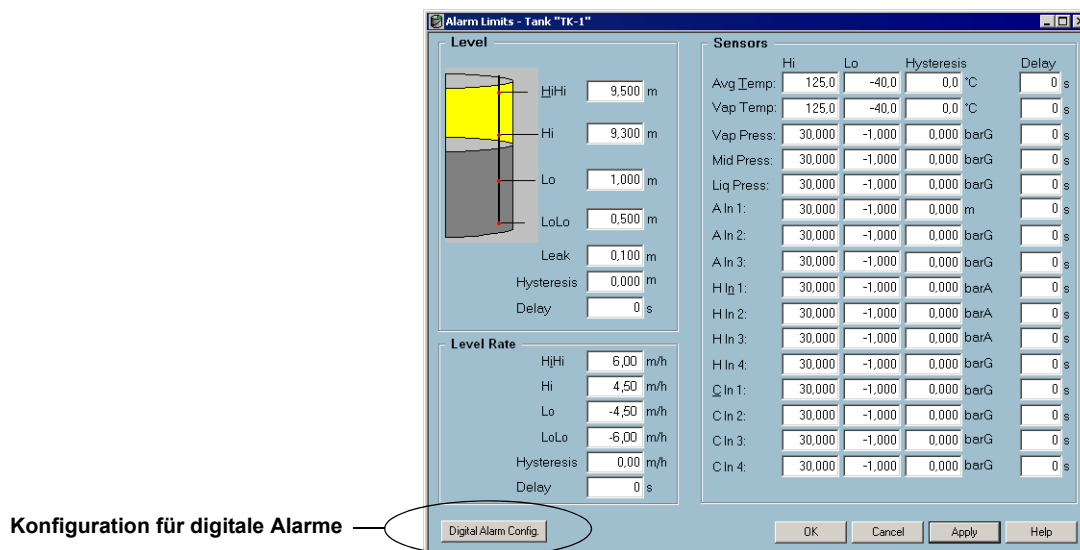 Alarm Limits - Tank "TK-1"
Level
HiHi 9,500 m
Hi 9,300 m
Lo 1,000 m
LoLo 0,500 m
Leak 0,100 m
Hysteresis 0,000 m
Delay 0 s
Level Rate
HiHi 6,00 m/h
Hi 4,50 m/h
Lo -4,50 m/h
LoLo -6,00 m/h
Hysteresis 0,00 m/h
Delay 0 s
Sensors
Hi Lo Hysteresis Delay
Avg Temp: 125,0 -40,0 0,0 °C 0 s
Vap Temp: 125,0 -40,0 0,0 °C 0 s
Vap Press: 30,000 -1,000 0,000 barG 0 s
Mid Press: 30,000 -1,000 0,000 barG 0 s
Liq Press: 30,000 -1,000 0,000 barG 0 s
A In 1: 30,000 -1,000 0,000 m 0 s
A In 2: 30,000 -1,000 0,000 barG 0 s
A In 3: 30,000 -1,000 0,000 barG 0 s
H In 1: 30,000 -1,000 0,000 barA 0 s
H In 2: 30,000 -1,000 0,000 barA 0 s
H In 3: 30,000 -1,000 0,000 barA 0 s
H In 4: 30,000 -1,000 0,000 barG 0 s
C In 1: 30,000 -1,000 0,000 barG 0 s
C In 2: 30,000 -1,000 0,000 barG 0 s
C In 3: 30,000 -1,000 0,000 barG 0 s
C In 4: 30,000 -1,000 0,000 barG 0 s
Konfiguration für digitale Alarme
Digital Alarm Config.
OK Cancel Apply Help